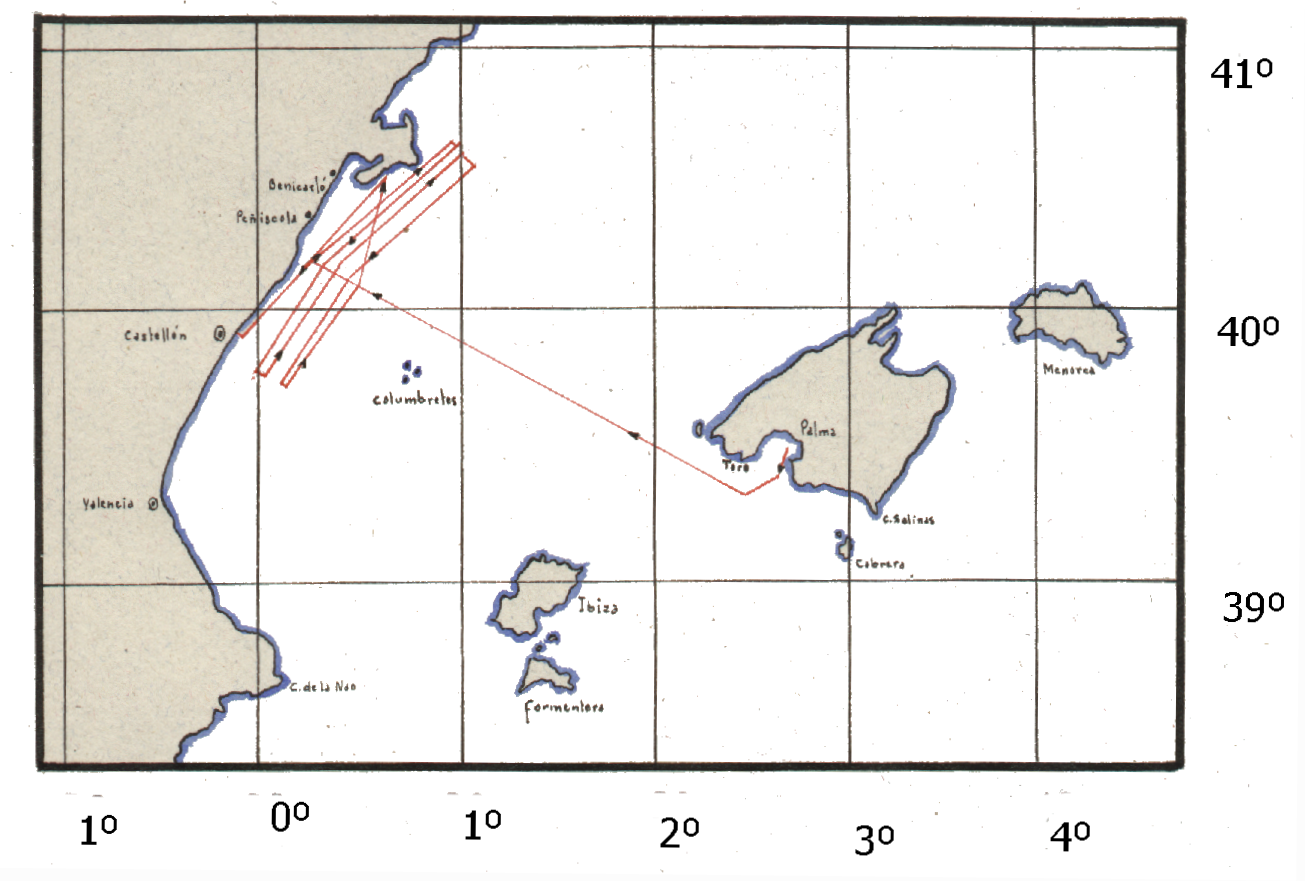 41º
Benicarló
Peñiscola
40º
Castellón
Menorca
Columbretes
Palma
Toro
Valencia
C. Salinas
Cabrera
39º
Ibiza
C. de la Nao
Formentera
1º
0º
1º
2º
3º
4º